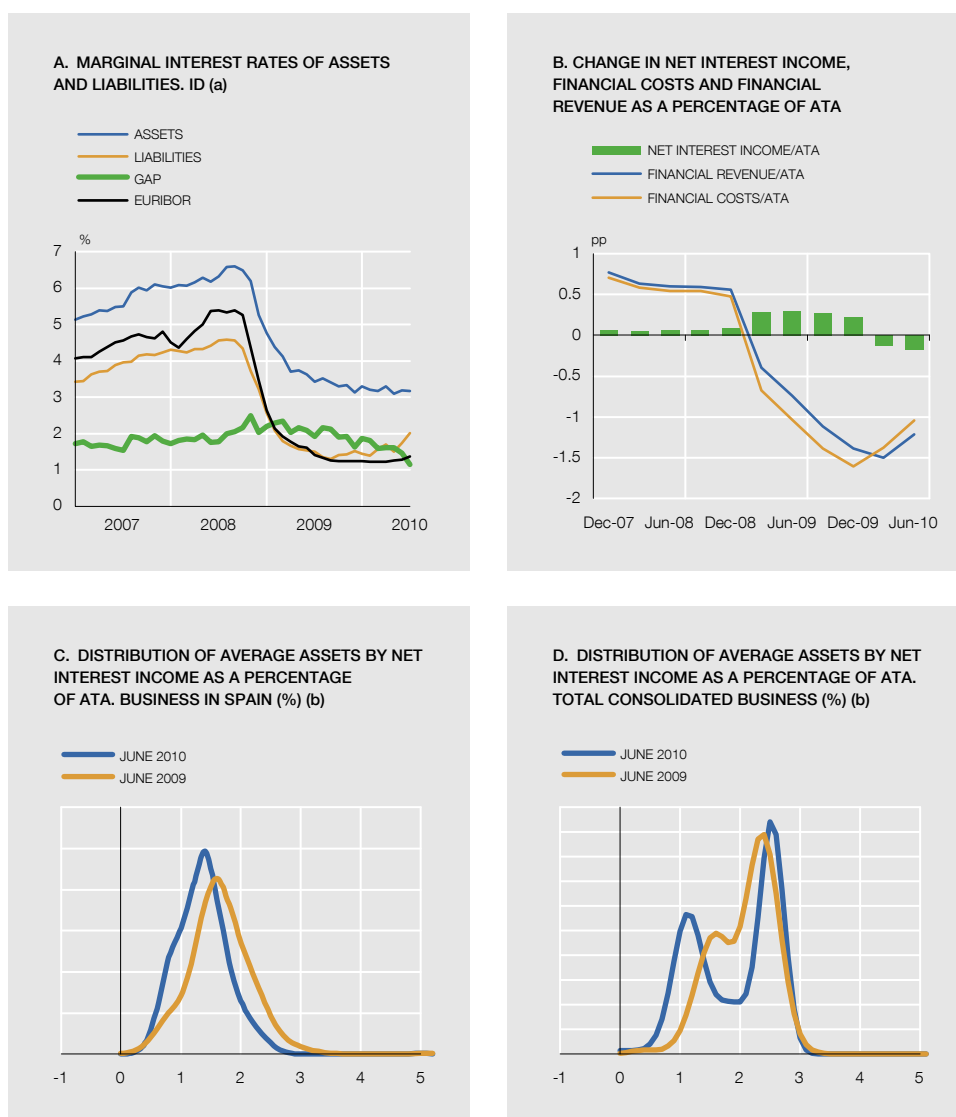 A. MARGINAL INTEREST RATES OF ASSETS
AND LIABILITIES. ID (a)
ASSETS
LIABILITIES
GAP
EURIBOR
%
7
6
5
4
3
2
1
0
2007 2008 2009 2010
B. CHANGE IN NET INTEREST INCOME,
FINANCIAL COSTS AND FINANCIAL
REVENUE AS A PERCENTAGE OF ATA
NET INTEREST INCOME/ATA
FINANCIAL REVENUE/ATA
FINANCIAL COSTS/ATA
pp
1
0.5
0
-0.5
-1
-1.5
-2
Dec-07 Jun-08 Dec-08 Jun-09 Dec-09 Jun-10
C. DISTRIBUTION OF AVERAGE ASSETS BY NET
INTEREST INCOME AS A PERCENTAGE
OF ATA. BUSINESS IN SPAIN (%) (b)
JUNE 2010
JUNE 2009
-1 0 1 2 3 4 5
D. DISTRIBUTION OF AVERAGE ASSETS BY NET
INTEREST INCOME AS A PERCENTAGE OF ATA.
TOTAL CONSOLIDATED BUSINESS (%) (b)
JUNE 2010
JUNE 2009
-1 0 1 2 3 4 5